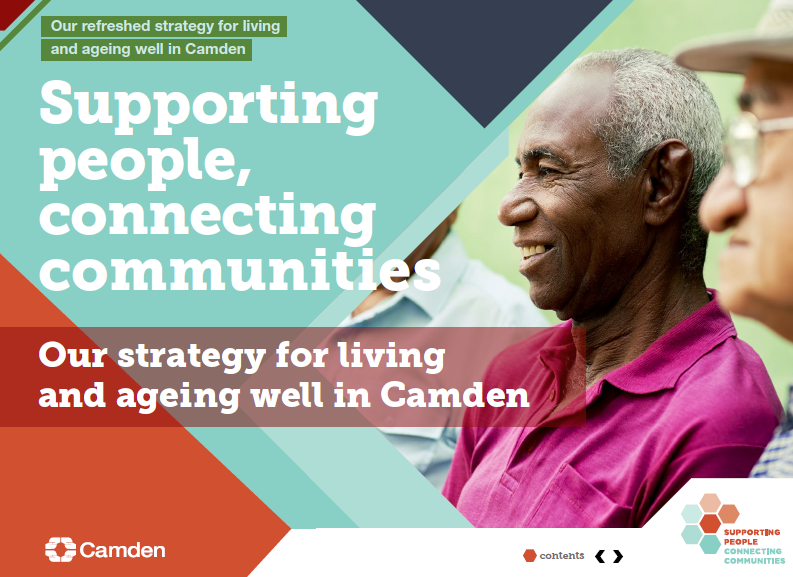 Our refreshed strategy for living
and ageing well in Camden
Supporting
people,
connecting
communities
Our strategy for living
and ageing well in Camden
Camden
contents
SUPPORTING
PEOPLE
CONNECTING
COMMUNITIES